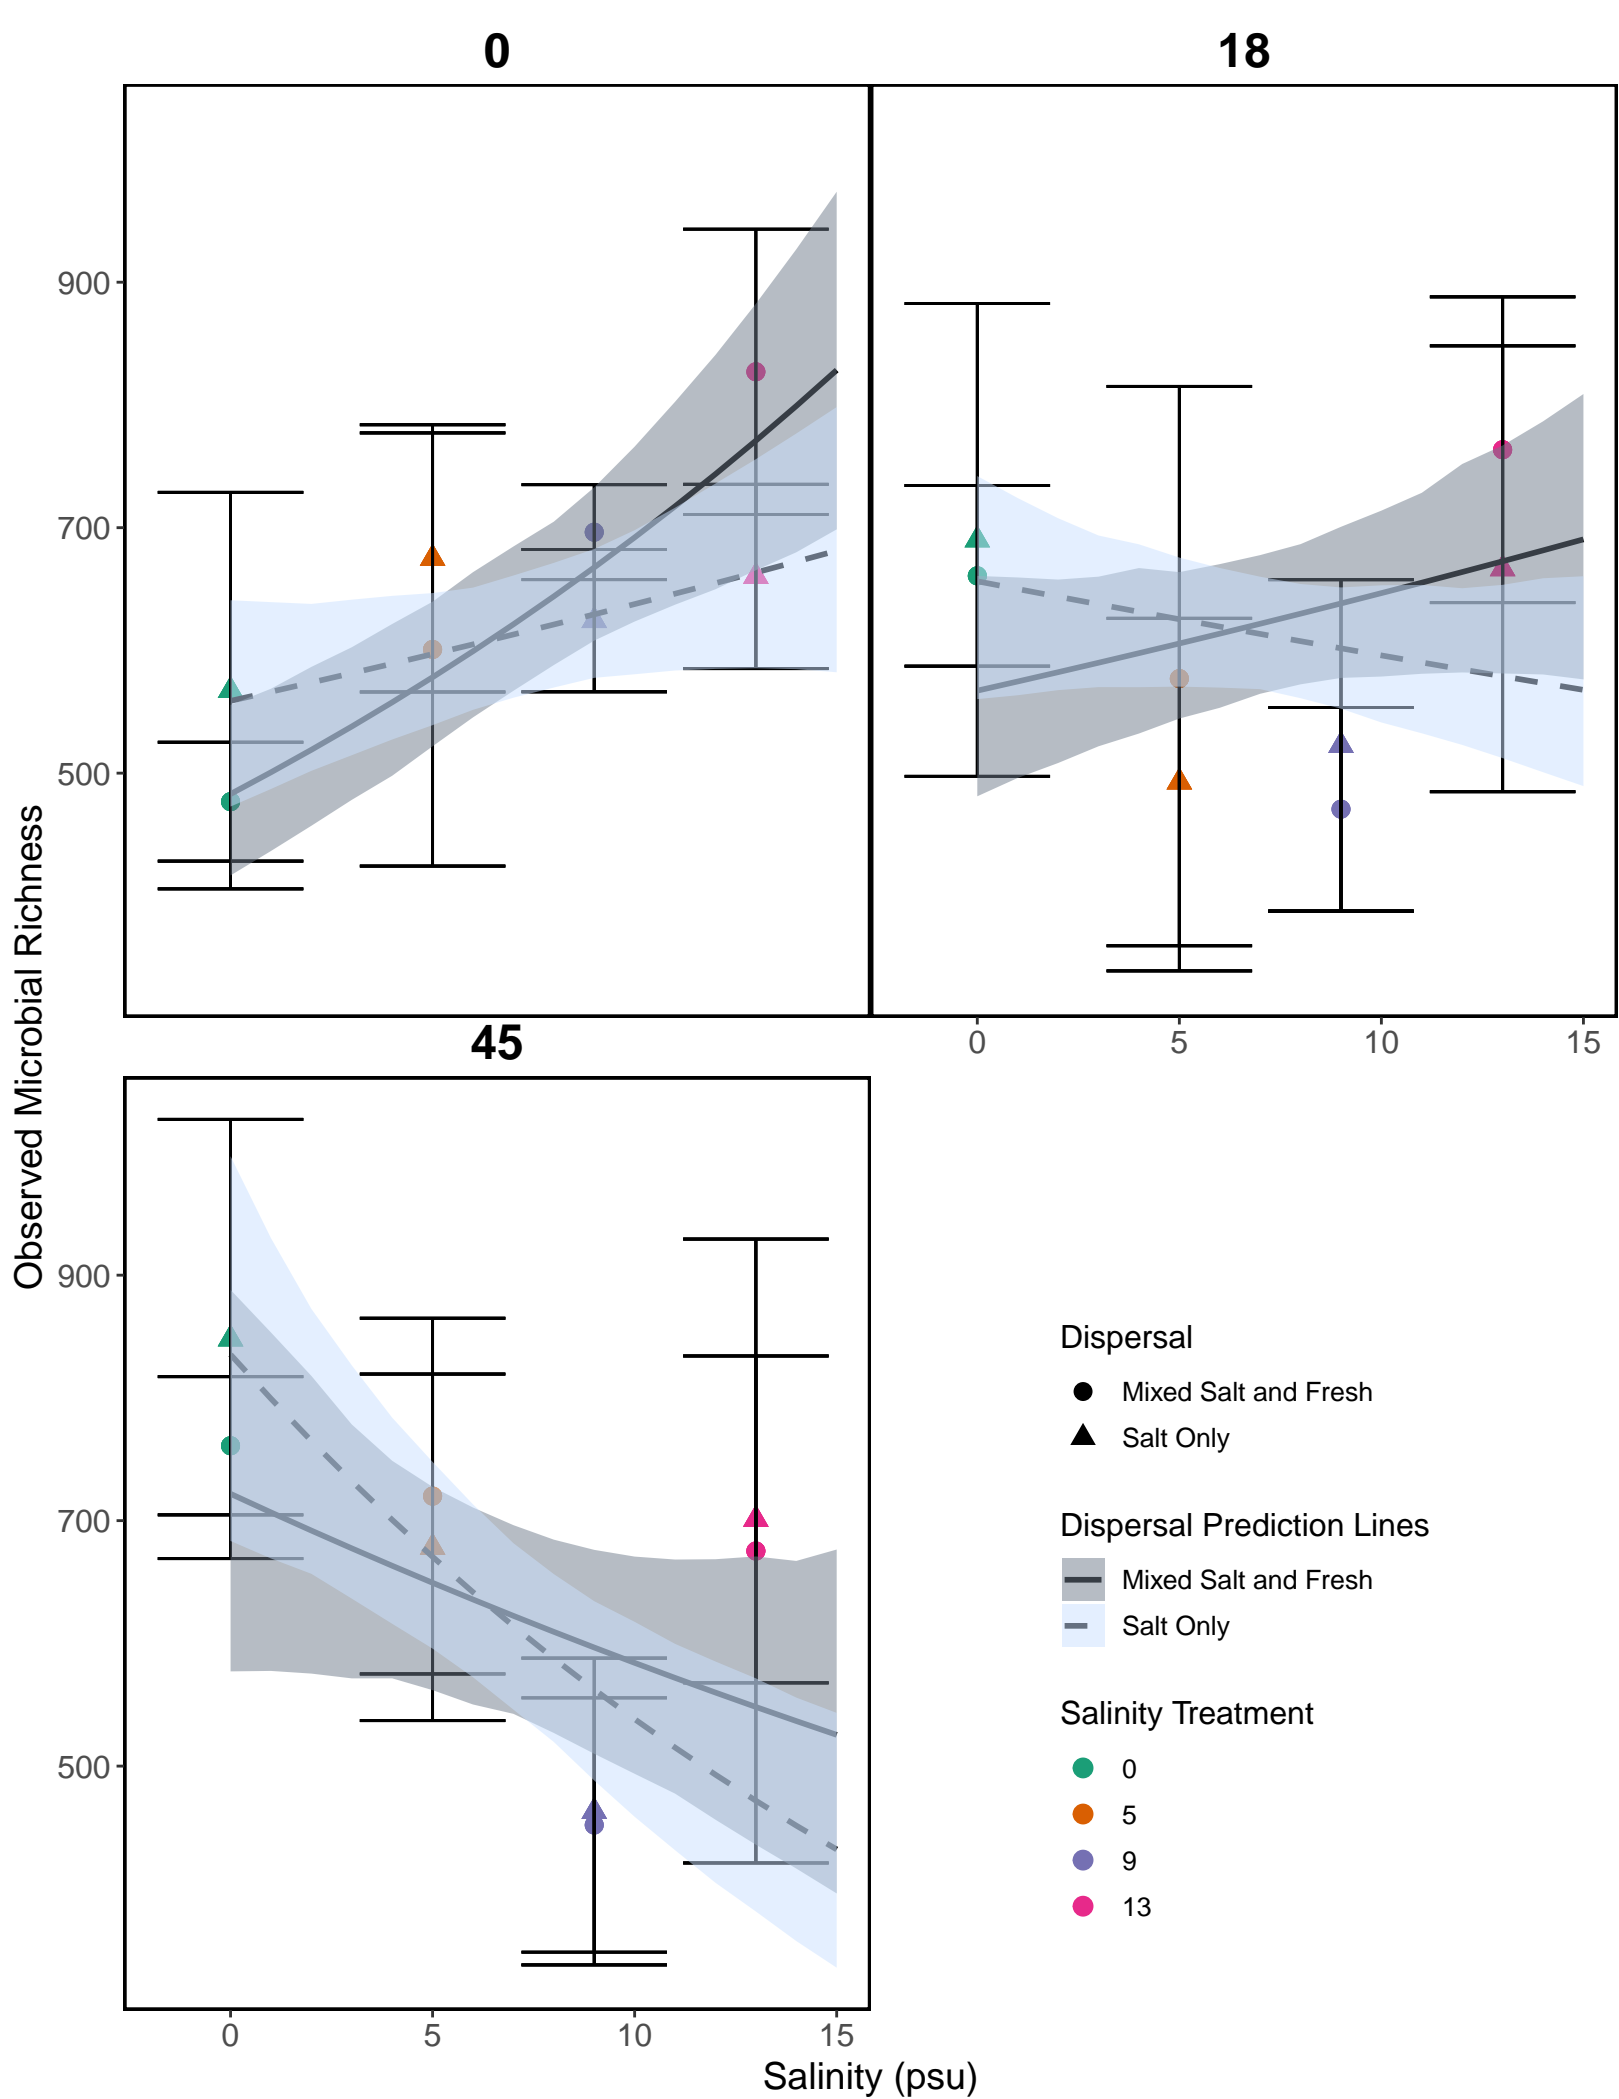 0
18
900
700
500
0
5
10
15
45
900
700
500
0
5
10
15
Observed Microbial Richness
Salinity (psu)
Dispersal
Mixed Salt and Fresh
Salt Only
Dispersal Prediction Lines
Mixed Salt and Fresh
Salt Only
Salinity Treatment
0
5
9
13